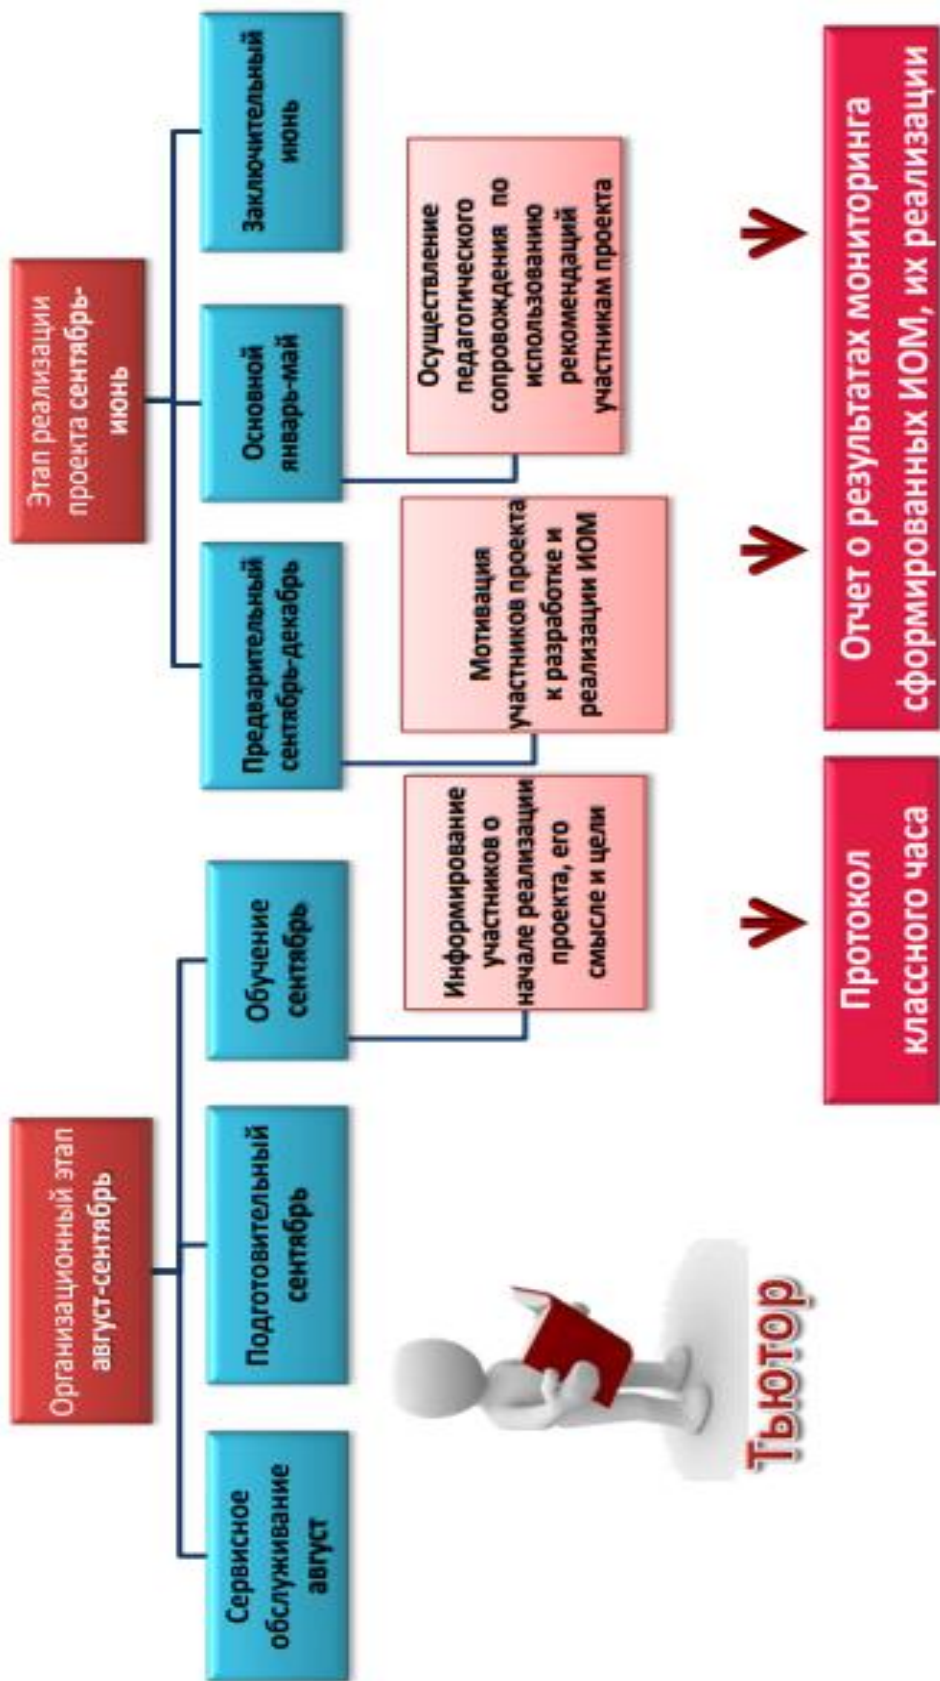 Организационный этап
август-сентябрь
Сервисное
обслуживание
август
Подготовительный
сентябрь
Обучение
сентябрь
Информирование
участников о
начале реализации
проекта, его
смысле и цели
Этап реализации
проекта сентябрь-
июнь
Предварительный
сентябрь-декабрь
Основной
январь-май
Заключительный
июнь
Мотивация
участников проекта
к разработке и
реализации ИОМ
Осуществление
педагогического
сопровождения по
использованию
рекомендаций
участникам проекта
Тьютор
Протокол
классного часа
Отчет о результатах мониторинга
сформированных ИОМ, их реализации